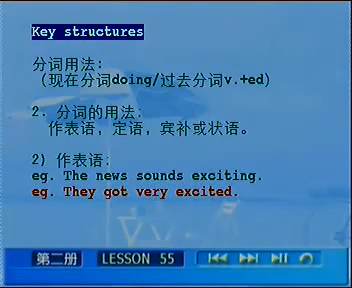 Key structures
分词用法:
(现在分词doing/过去分词v.+ed)
2. 分词的用法:
作表语，定语，宾补或状语。
2) 作表语:
eg. The news sounds exciting.
eg. They got very excited.
第二册 LESSON 55